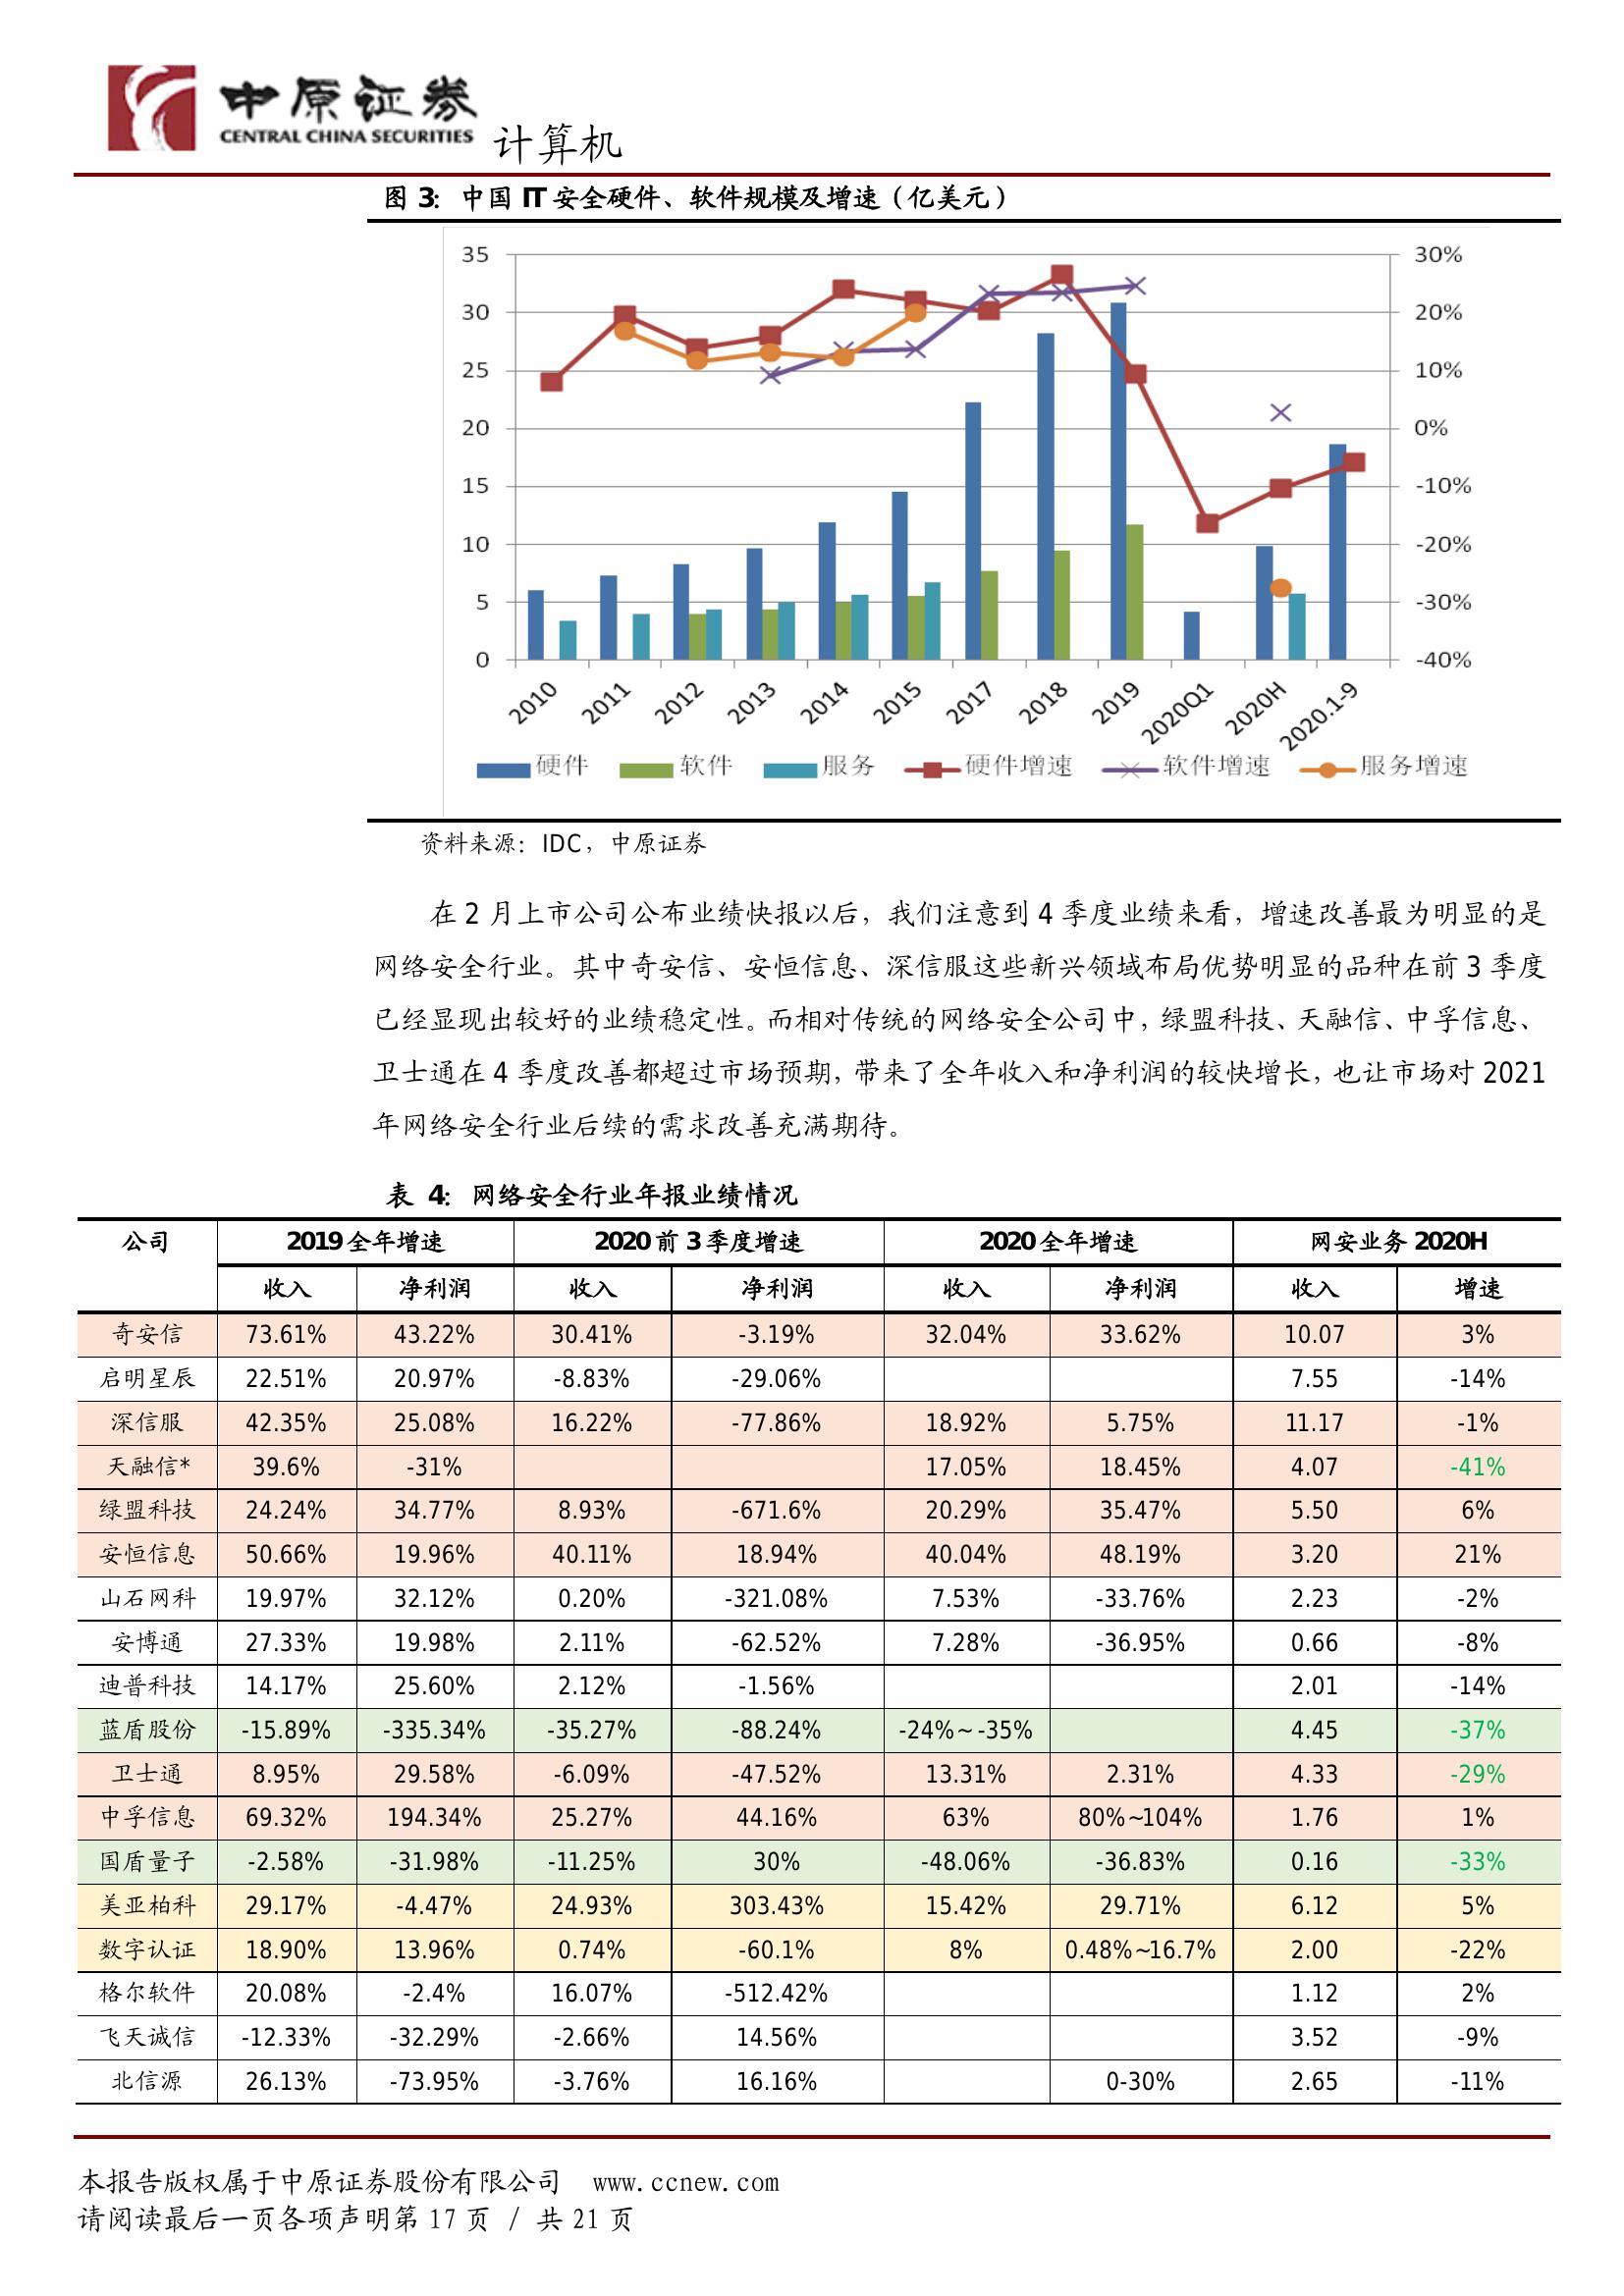 中原证券
CENTRAL CHINA SECURITIES
计算机
图 3: 中国 IT 安全硬件、软件规模及增速（亿美元）
35 30%
30 20%
25 10%
20 0%
15 -10%
10 -20%
5 -30%
0 -40%
2010 2011 2012 2013 2014 2015 2017 2018 2019 2020Q1 2020H 2020.1-9
硬件 软件 服务 硬件增速 软件增速 服务增速
资料来源：IDC，中原证券
在 2 月上市公司公布业绩快报以后，我们注意到 4 季度业绩来看，增速改善最为明显的是
网络安全行业。其中奇安信、安恒信息、深信服这些新兴领域布局优势明显的品种在前 3 季度
已经显现出较好的业绩稳定性。而相对传统的网络安全公司中，绿盟科技、天融信、中孚信息、
卫士通在 4 季度改善都超过市场预期，带来了全年收入和净利润的较快增长，也让市场对 2021
年网络安全行业后续的需求改善充满期待。
表 4: 网络安全行业年报业绩情况
公司 2019 全年增速 2020 前 3 季度增速 2020 全年增速 网安业务 2020H
收入 净利润 收入 净利润 收入 净利润 收入 增速
奇安信 73.61% 43.22% 30.41% -3.19% 32.04% 33.62% 10.07 3%
启明星辰 22.51% 20.97% -8.83% -29.06% 7.55 -14%
深信服 42.35% 25.08% 16.22% -77.86% 18.92% 5.75% 11.17 -1%
天融信* 39.6% -31% 17.05% 18.45% 4.07 -41%
绿盟科技 24.24% 34.77% 8.93% -671.6% 20.29% 35.47% 5.50 6%
安恒信息 50.66% 19.96% 40.11% 18.94% 40.04% 48.19% 3.20 21%
山石网科 19.97% 32.12% 0.20% -321.08% 7.53% -33.76% 2.23 -2%
安博通 27.33% 19.98% 2.11% -62.52% 7.28% -36.95% 0.66 -8%
迪普科技 14.17% 25.60% 2.12% -1.56% 2.01 -14%
蓝盾股份 -15.89% -335.34% -35.27% -88.24% -24%~ -35% 4.45 -37%
卫士通 8.95% 29.58% -6.09% -47.52% 13.31% 2.31% 4.33 -29%
中孚信息 69.32% 194.34% 25.27% 44.16% 63% 80%~104% 1.76 1%
国盾量子 -2.58% -31.98% -11.25% 30% -48.06% -36.83% 0.16 -33%
美亚柏科 29.17% -4.47% 24.93% 303.43% 15.42% 29.71% 6.12 5%
数字认证 18.90% 13.96% 0.74% -60.1% 8% 0.48%~16.7% 2.00 -22%
格尔软件 20.08% -2.4% 16.07% -512.42% 1.12 2%
飞天诚信 -12.33% -32.29% -2.66% 14.56% 3.52 -9%
北信源 26.13% -73.95% -3.76% 16.16% 0-30% 2.65 -11%
本报告版权属于中原证券股份有限公司 www.ccnew.com
请阅读最后一页各项声明第 17 页 / 共 21 页